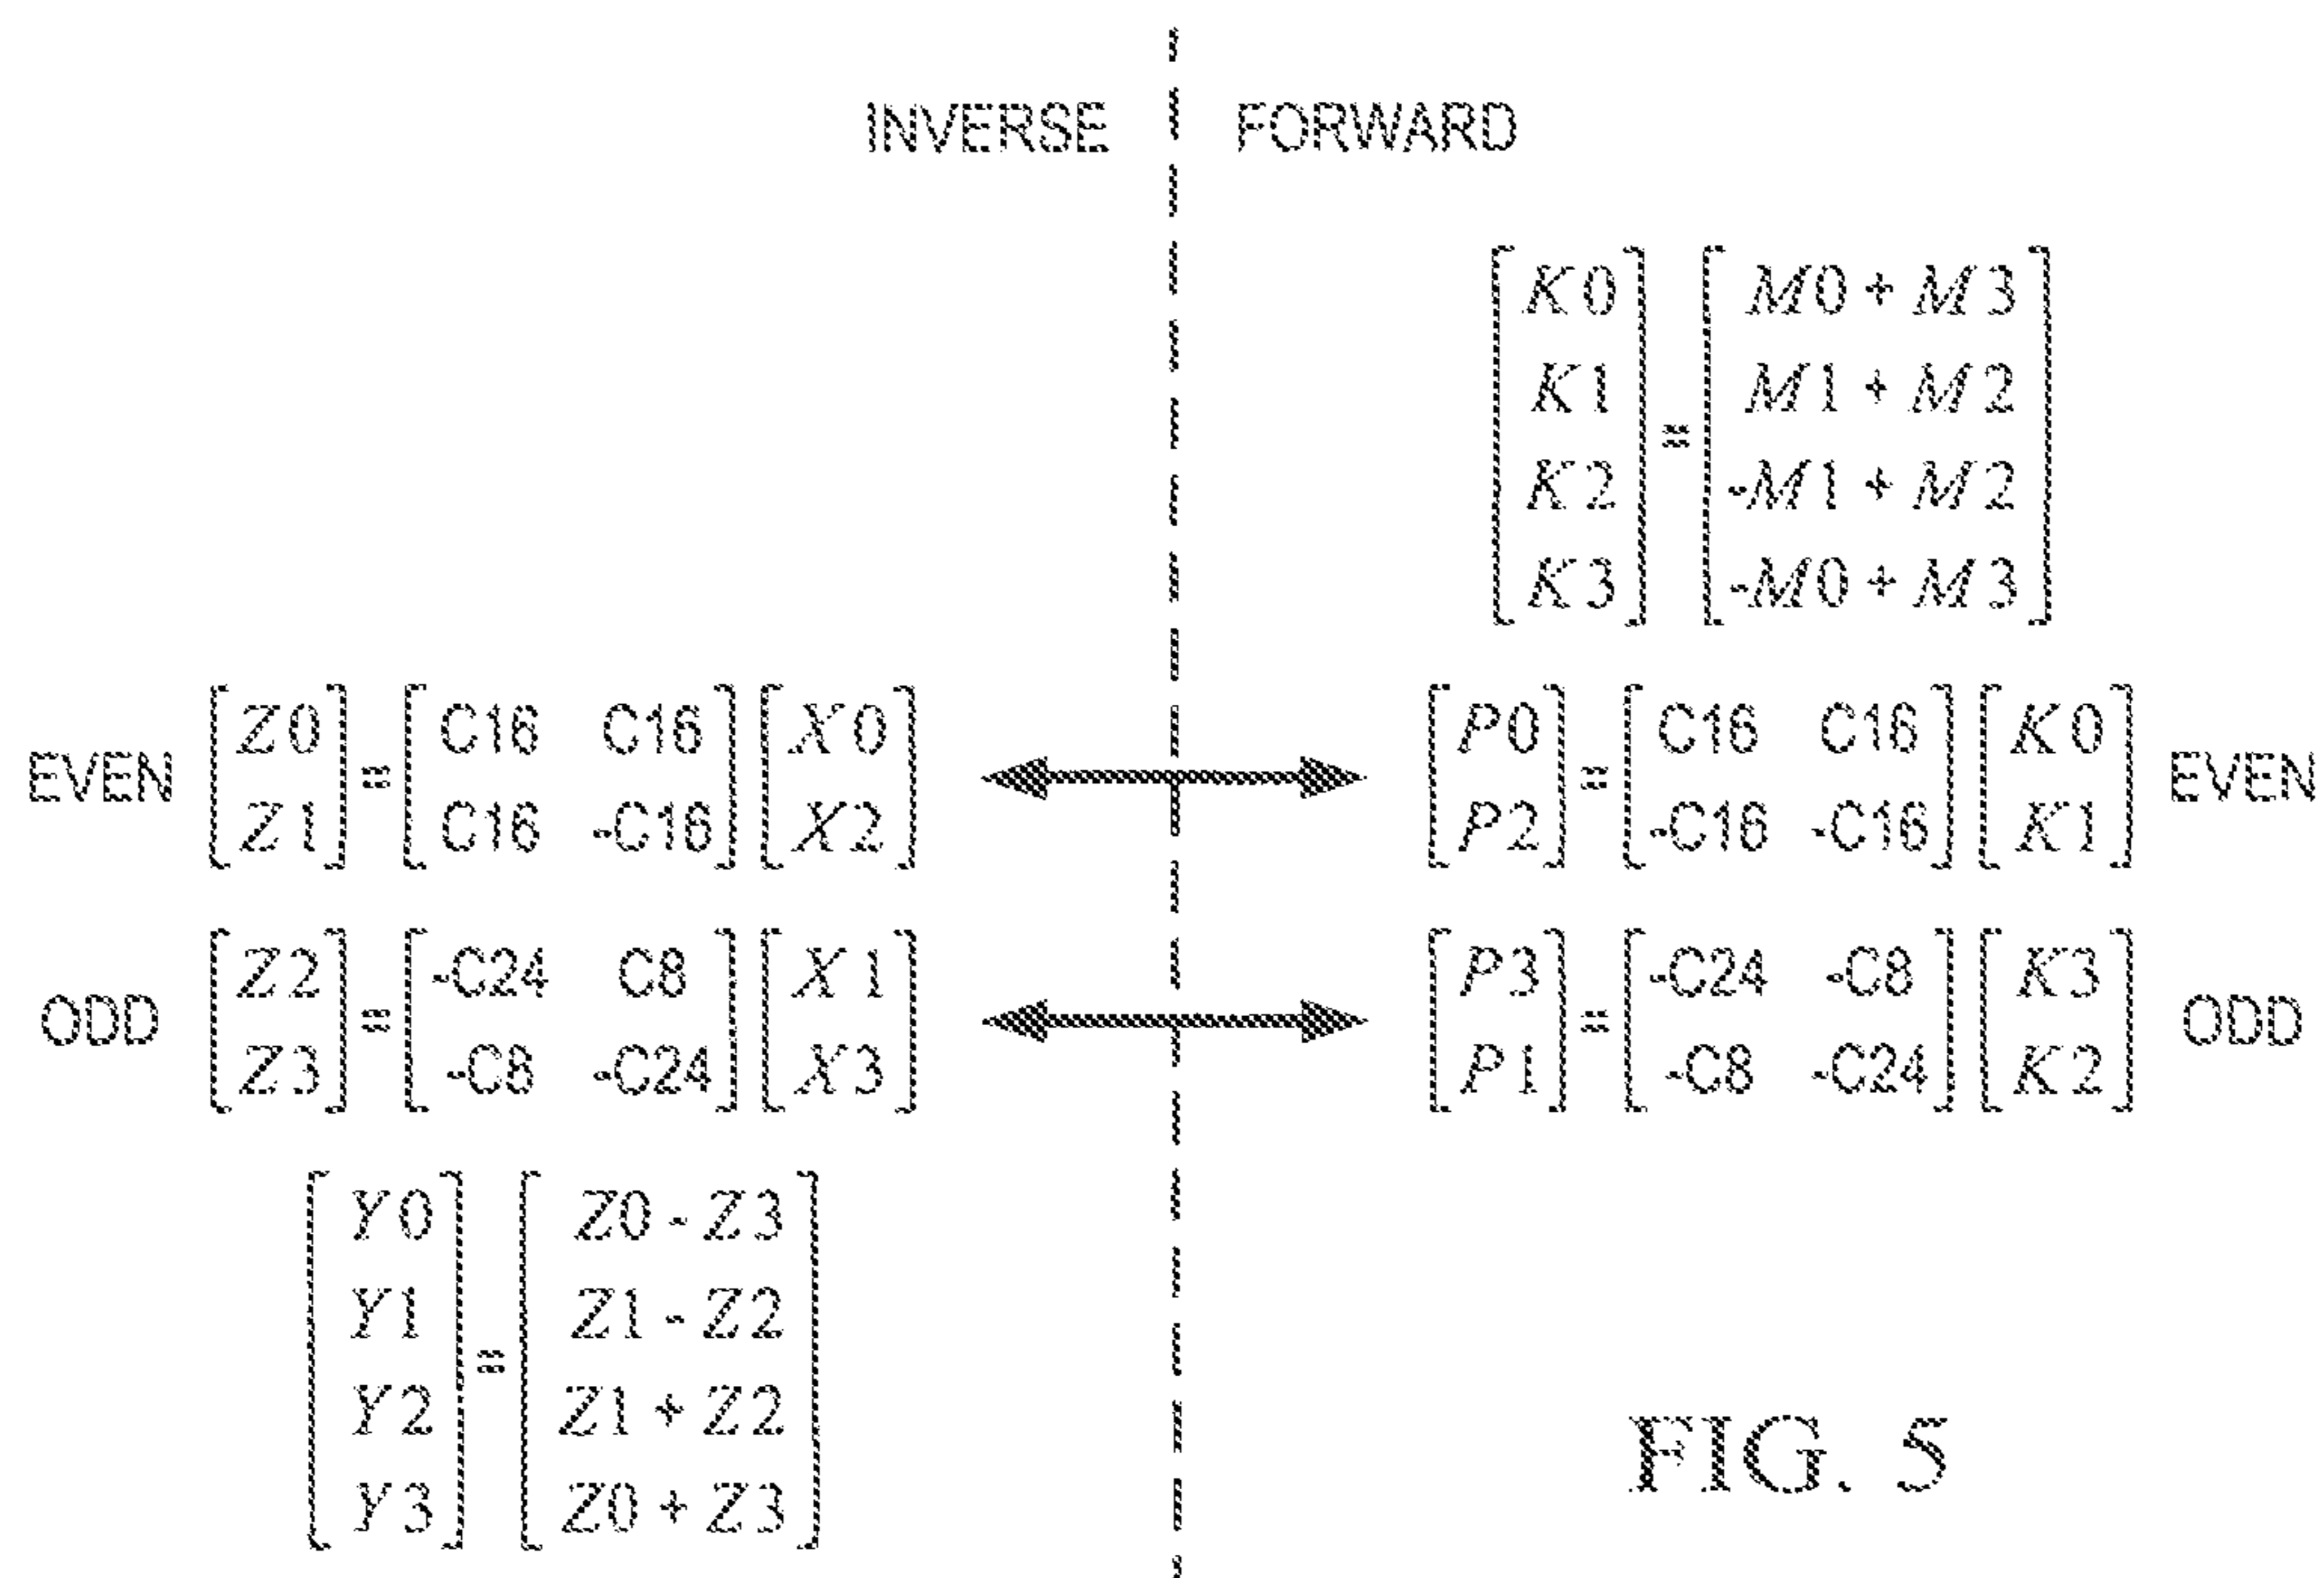 INVERSE FORWARD
[K0 K1 K2 K3] = [M0 + M3 M1 + M2 -M1 + M2 -M0 + M3]
EVEN [Z0 Z1] = [C16 C16 C16 -C16] [X0 X2]
[P0 P2] = [C16 C16 -C16 -C16] [K0 K1] EVEN
ODD [Z2 Z3] = [-C24 C8 -C8 -C24] [X1 X3]
[P3 P1] = [-C24 -C8 -C8 -C24] [K3 K2] ODD
[Y0 Y1 Y2 Y3] = [Z0 - Z3 Z1 - Z2 Z1 + Z2 Z0 + Z3]
FIG. 5